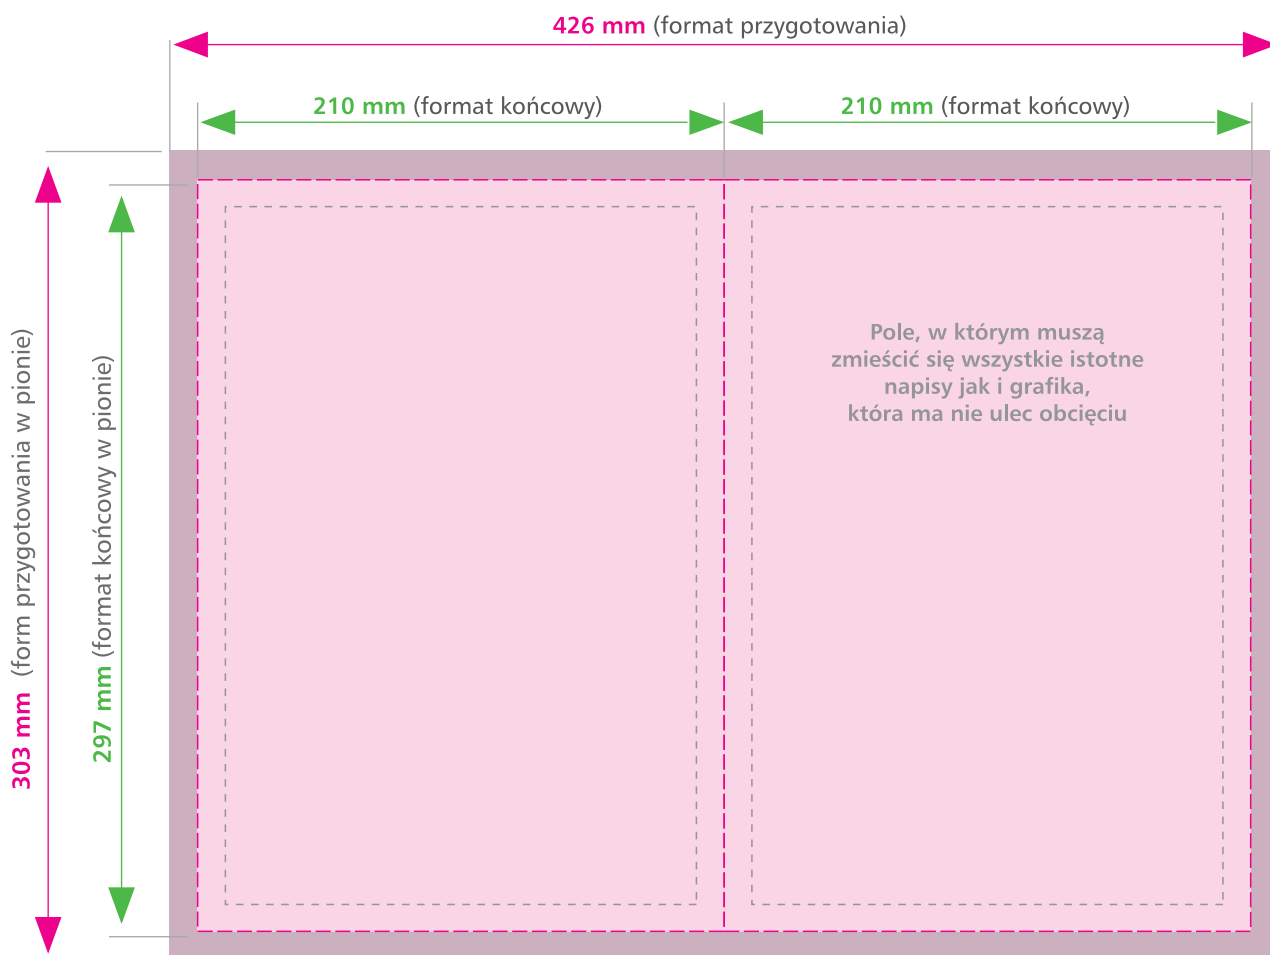 426 mm (format przygotowania)
210 mm (format końcowy)
210 mm (format końcowy)
303 mm (form przygotowania w pionie)
297 mm (format końcowy w pionie)
Pole, w którym muszą
zmieścić się wszystkie istotne
napisy jak i grafika,
która ma nie ulec obcięciu